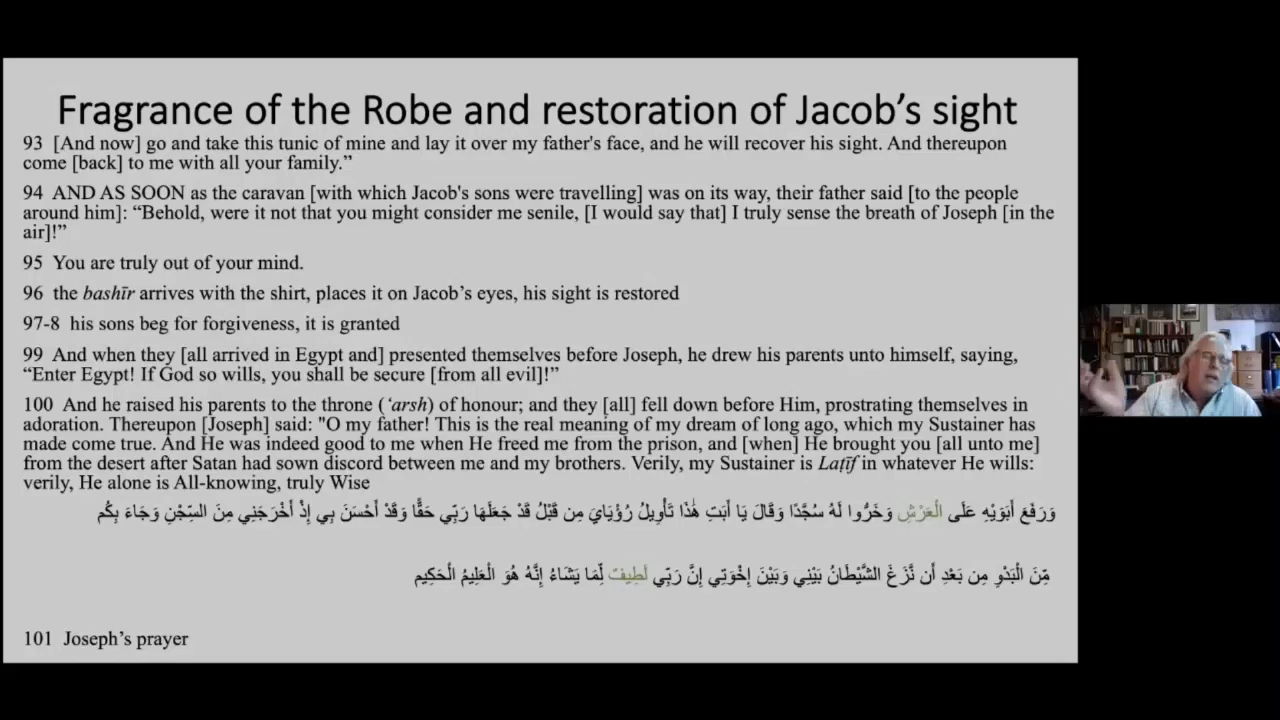 Fragrance of the Robe and restoration of Jacob's sight
93 [And now] go and take this tunic of mine and lay it over my father's face, and he will recover his sight. And thereupon
come [back] to me with all your family.”
94 AND AS SOON as the caravan [with which Jacob's sons were travelling] was on its way, their father said [to the people
around him]: “Behold, were it not that you might consider me senile, [I would say that] I truly sense the breath of Joseph [in the
air]!”
95 You are truly out of your mind.
96 the bashīr arrives with the shirt, places it on Jacob’s eyes, his sight is restored
97-8 his sons beg for forgiveness, it is granted
99 And when they [all arrived in Egypt and] presented themselves before Joseph, he drew his parents unto himself, saying,
“Enter Egypt! If God so wills, you shall be secure [from all evil]!”
100 And he raised his parents to the throne (‘arsh) of honour; and they [all] fell down before Him, prostrating themselves in
adoration. Thereupon [Joseph] said: "O my father! This is the real meaning of my dream of long ago, which my Sustainer has
made come true. And He was indeed good to me when He freed me from the prison, and [when] He brought you [all unto me]
from the desert after Satan had sown discord between me and my brothers. Verily, my Sustainer is Laṭīf in whatever He wills:
verily, He alone is All-knowing, truly Wise
وَرَفَعَ أَبَوَيْهِ عَلَى الْعَرْشِ وَخَرُّوا لَهُ سُجَّدًا وَقَالَ يَا أَبَتِ هَٰذَا تَأْوِيلُ رُؤْيَايَ مِن قَبْلُ قَدْ جَعَلَهَا رَبِّي حَقًّا وَقَدْ أَحْسَنَ بِي إِذْ أَخْرَجَنِي مِنَ السِّجْنِ وَجَاءَ بِكُم
مِّنَ الْبَدْوِ مِن بَعْدِ أَن نَّزَغَ الشَّيْطَانُ بَيْنِي وَبَيْنَ إِخْوَتِي إِنَّ رَبِّي لَطِيفٌ لِّمَا يَشَاءُ إِنَّهُ هُوَ الْعَلِيمُ الْحَكِيم
101 Joseph’s prayer